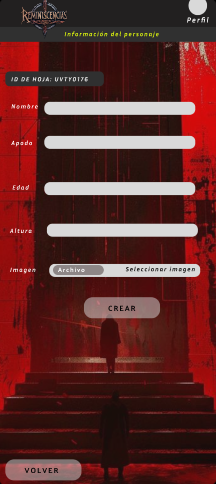 REMINISCENCIAS
Perfil
Información del personaje
ID DE HOJA: UVTY0176
Nombre
Apodo
Edad
Altura
Imagen
Archivo
Seleccionar imagen
CREAR
VOLVER